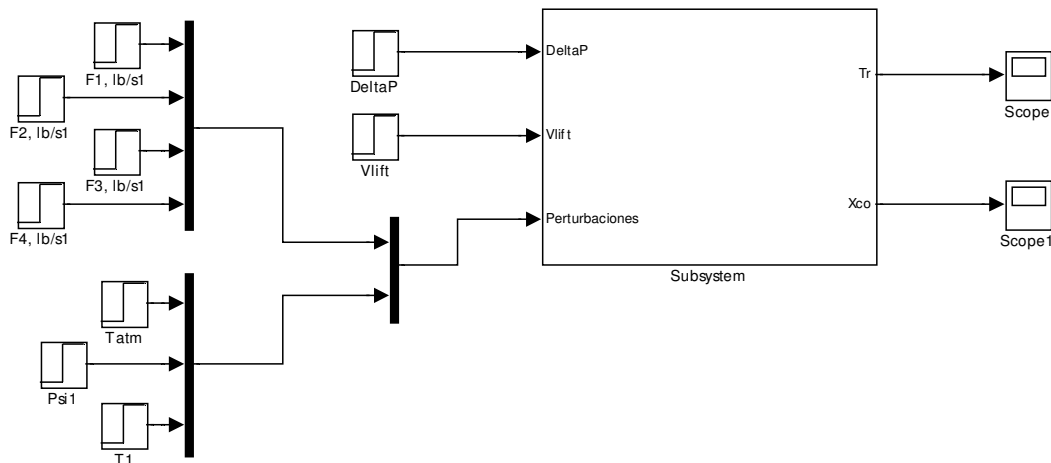 F1, lb/s1
F2, lb/s1
F3, lb/s1
F4, lb/s1
Tatm
Psi1
T1
DeltaP
Vlift
DeltaP
Vlift
Perturbaciones
Tr
Xco
Subsystem
Scope
Scope1